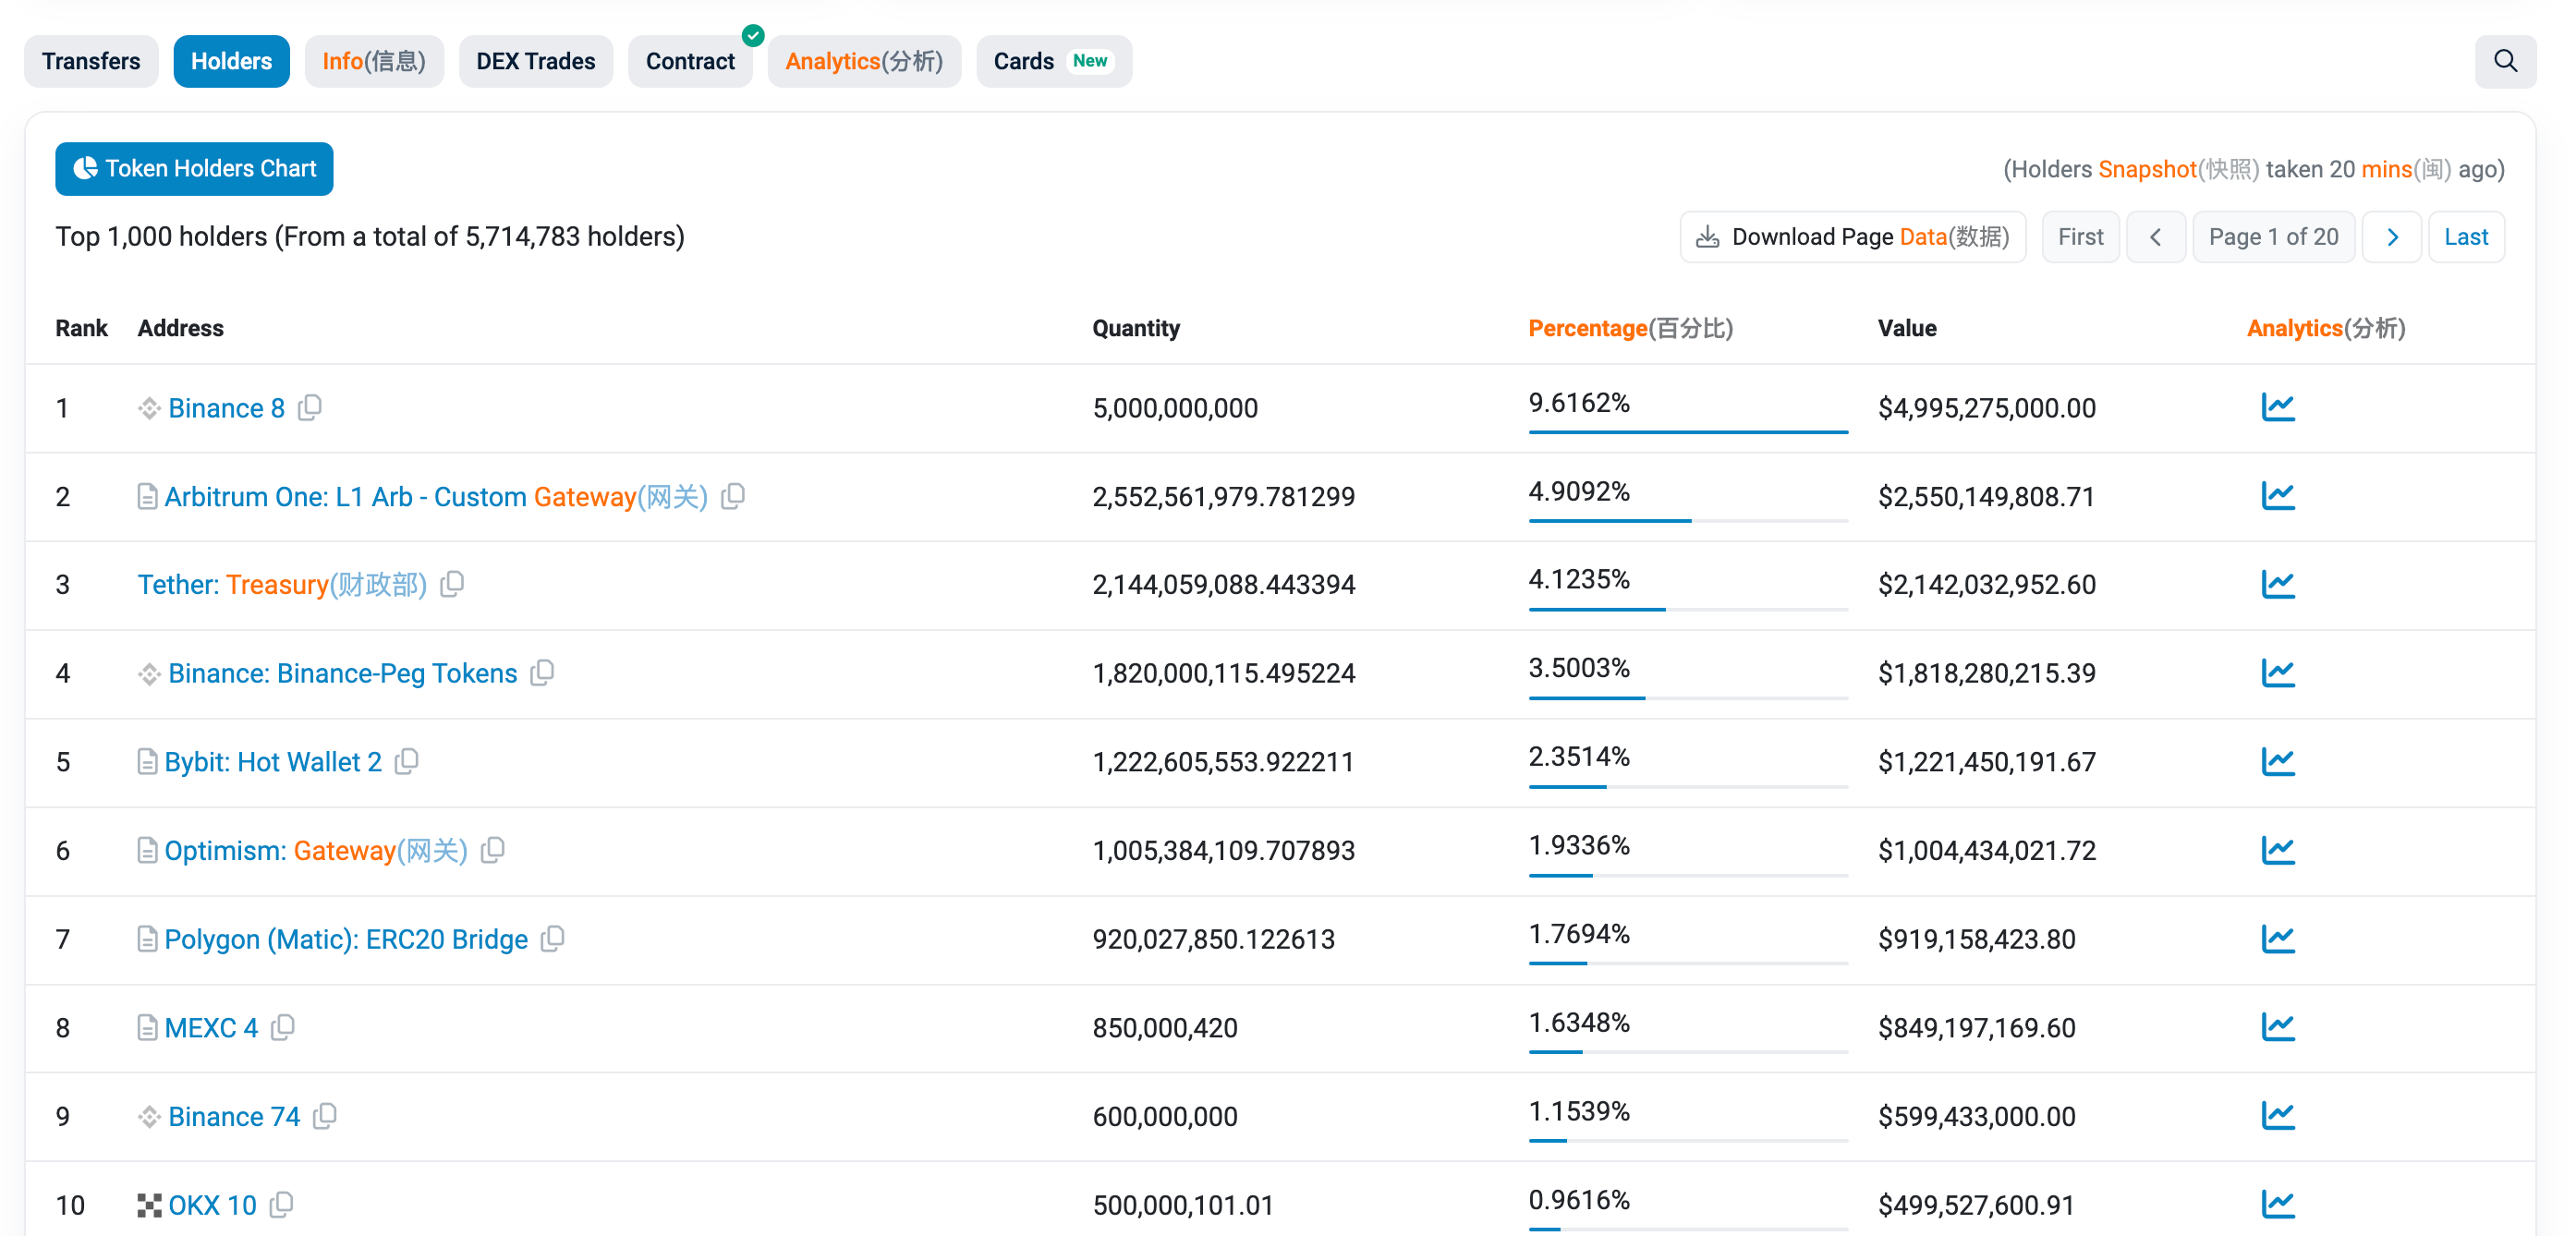 Transfers Holders Info(信息) DEX Trades Contract Analytics(分析) Cards New
Token Holders Chart
(Holders Snapshot(快照) taken 20 mins(闽) ago)
Top 1,000 holders (From a total of 5,714,783 holders)
Download Page Data(数据) First Page 1 of 20 Last
Rank Address Quantity Percentage(百分比) Value Analytics(分析)
1 Binance 8 5,000,000,000 9.6162% $4,995,275,000.00
2 Arbitrum One: L1 Arb - Custom Gateway(网关) 2,552,561,979.781299 4.9092% $2,550,149,808.71
3 Tether: Treasury(财政部) 2,144,059,088.443394 4.1235% $2,142,032,952.60
4 Binance: Binance-Peg Tokens 1,820,000,115.495224 3.5003% $1,818,280,215.39
5 Bybit: Hot Wallet 2 1,222,605,553.922211 2.3514% $1,221,450,191.67
6 Optimism: Gateway(网关) 1,005,384,109.707893 1.9336% $1,004,434,021.72
7 Polygon (Matic): ERC20 Bridge 920,027,850.122613 1.7694% $919,158,423.80
8 MEXC 4 850,000,420 1.6348% $849,197,169.60
9 Binance 74 600,000,000 1.1539% $599,433,000.00
10 OKX 10 500,000,101.01 0.9616% $499,527,600.91